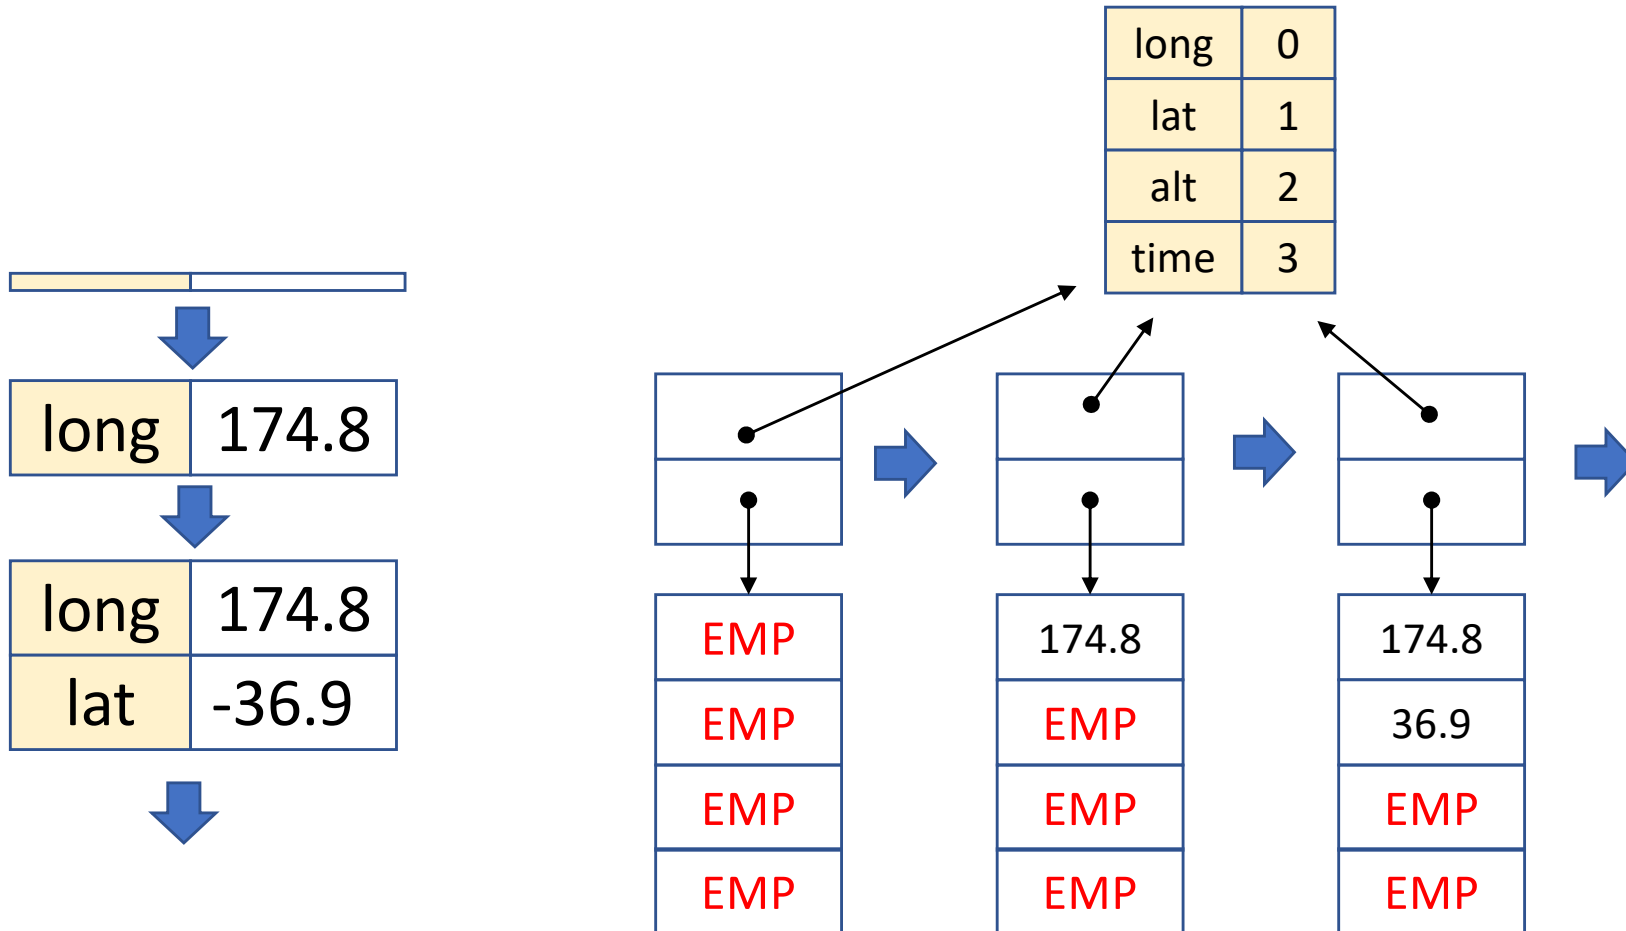 long 0
lat 1
alt 2
time 3
long 174.8
long 174.8
lat -36.9
EMP 174.8 174.8
EMP EMP 36.9
EMP EMP EMP
EMP EMP EMP